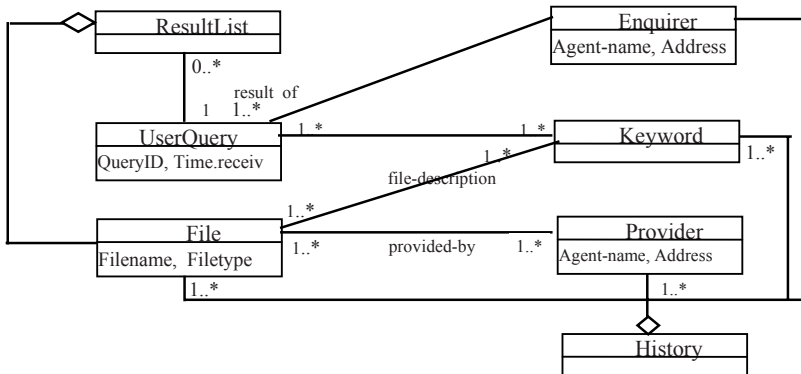 ResultList
Enquirer
Agent-name, Address
0..*
result of
1
1..*
UserQuery
QueryID, Time.receiv
1..*
1..*
Keyword
1..*
1..*
file-description
1..*
File
Filename, Filetype
1..*
provided-by
1..*
Provider
Agent-name, Address
1..*
1..*
History